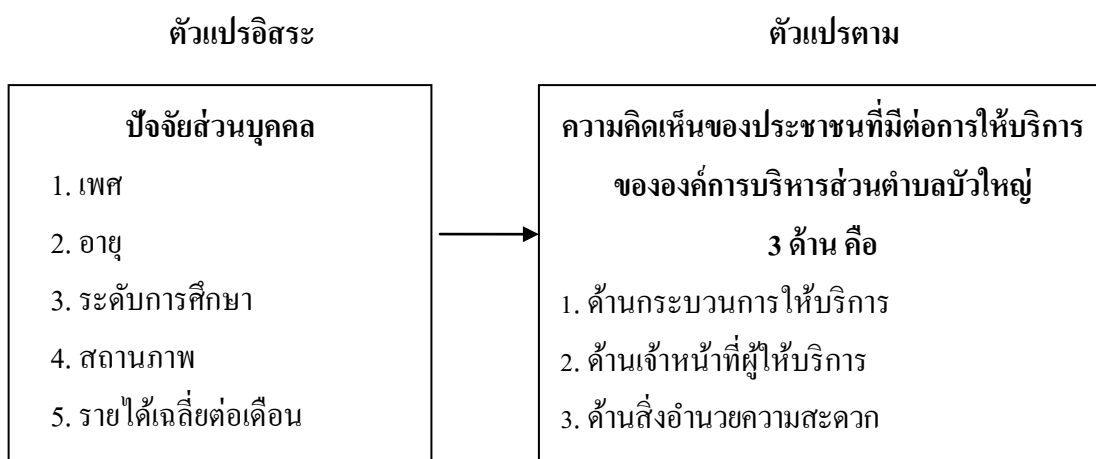 ตัวแปรอิสระ
ปัจจัยส่วนบุคคล
1. เพศ
2. อายุ
3. ระดับการศึกษา
4. สถานภาพ
5. รายได้เฉลี่ยต่อเดือน
ตัวแปรตาม
ความคิดเห็นของประชาชนที่มีต่อการให้บริการ
ขององค์การบริหารส่วนตำบลบัวใหญ่
3 ด้าน คือ
1. ด้านกระบวนการให้บริการ
2. ด้านเจ้าหน้าที่ผู้ให้บริการ
3. ด้านสิ่งอำนวยความสะดวก